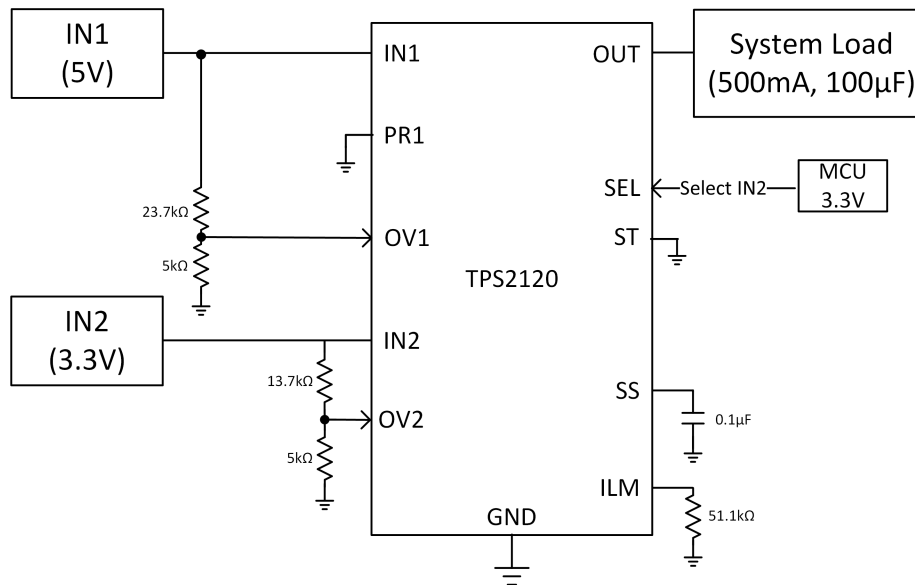 IN1
(5V)
IN1
OUT
System Load
(500mA, 100µF)
PR1
SEL
Select IN2
MCU
3.3V
23.7kΩ
OV1
ST
5kΩ
TPS2120
IN2
(3.3V)
IN2
13.7kΩ
OV2
SS
0.1µF
5kΩ
ILM
51.1kΩ
GND